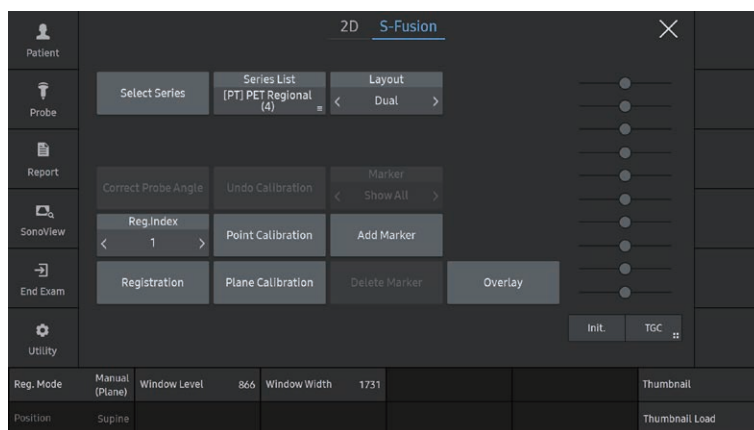 2D S-Fusion
Patient
Probe
Report
SonoView
End Exam
Utility
Select Series
Series List
[PT] PET Regional
(4)
Layout
Dual
Correct Probe Angle
Undo Calibration
Marker
Show All
Reg.Index
1
Point Calibration
Add Marker
Registration
Plane Calibration
Delete Marker
Overlay
Init.
TGC
Reg. Mode
Manual
(Plane)
Window Level 866
Window Width 1731
Thumbnail
Position
Supine
Thumbnail Load